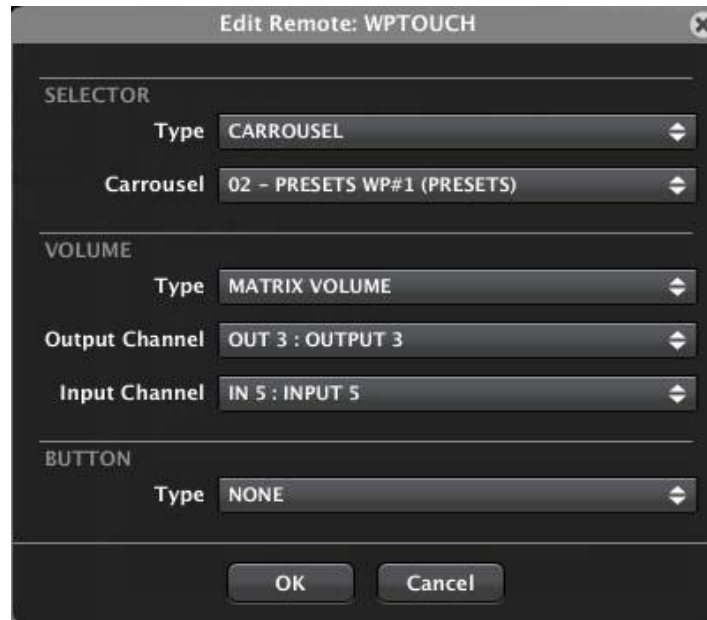 Edit Remote: WPTOUCH
SELECTOR
Type CARROUSEL
Carrousel 02 - PRESETS WP#1 (PRESETS)
VOLUME
Type MATRIX VOLUME
Output Channel OUT 3 : OUTPUT 3
Input Channel IN 5 : INPUT 5
BUTTON
Type NONE
OK Cancel